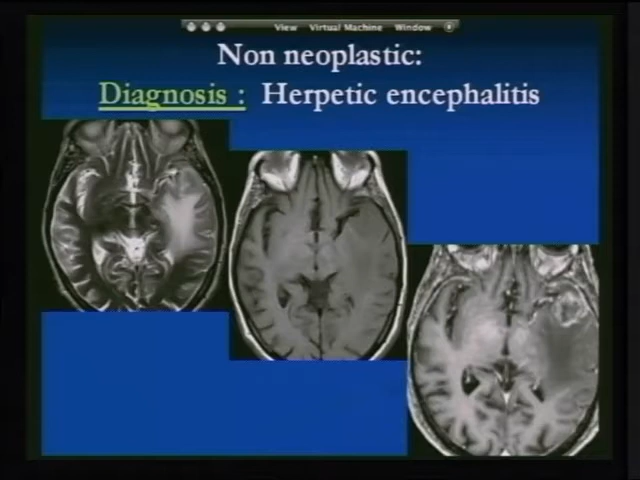 View Virtual Machine Window
Non neoplastic:
Diagnosis : Herpetic encephalitis